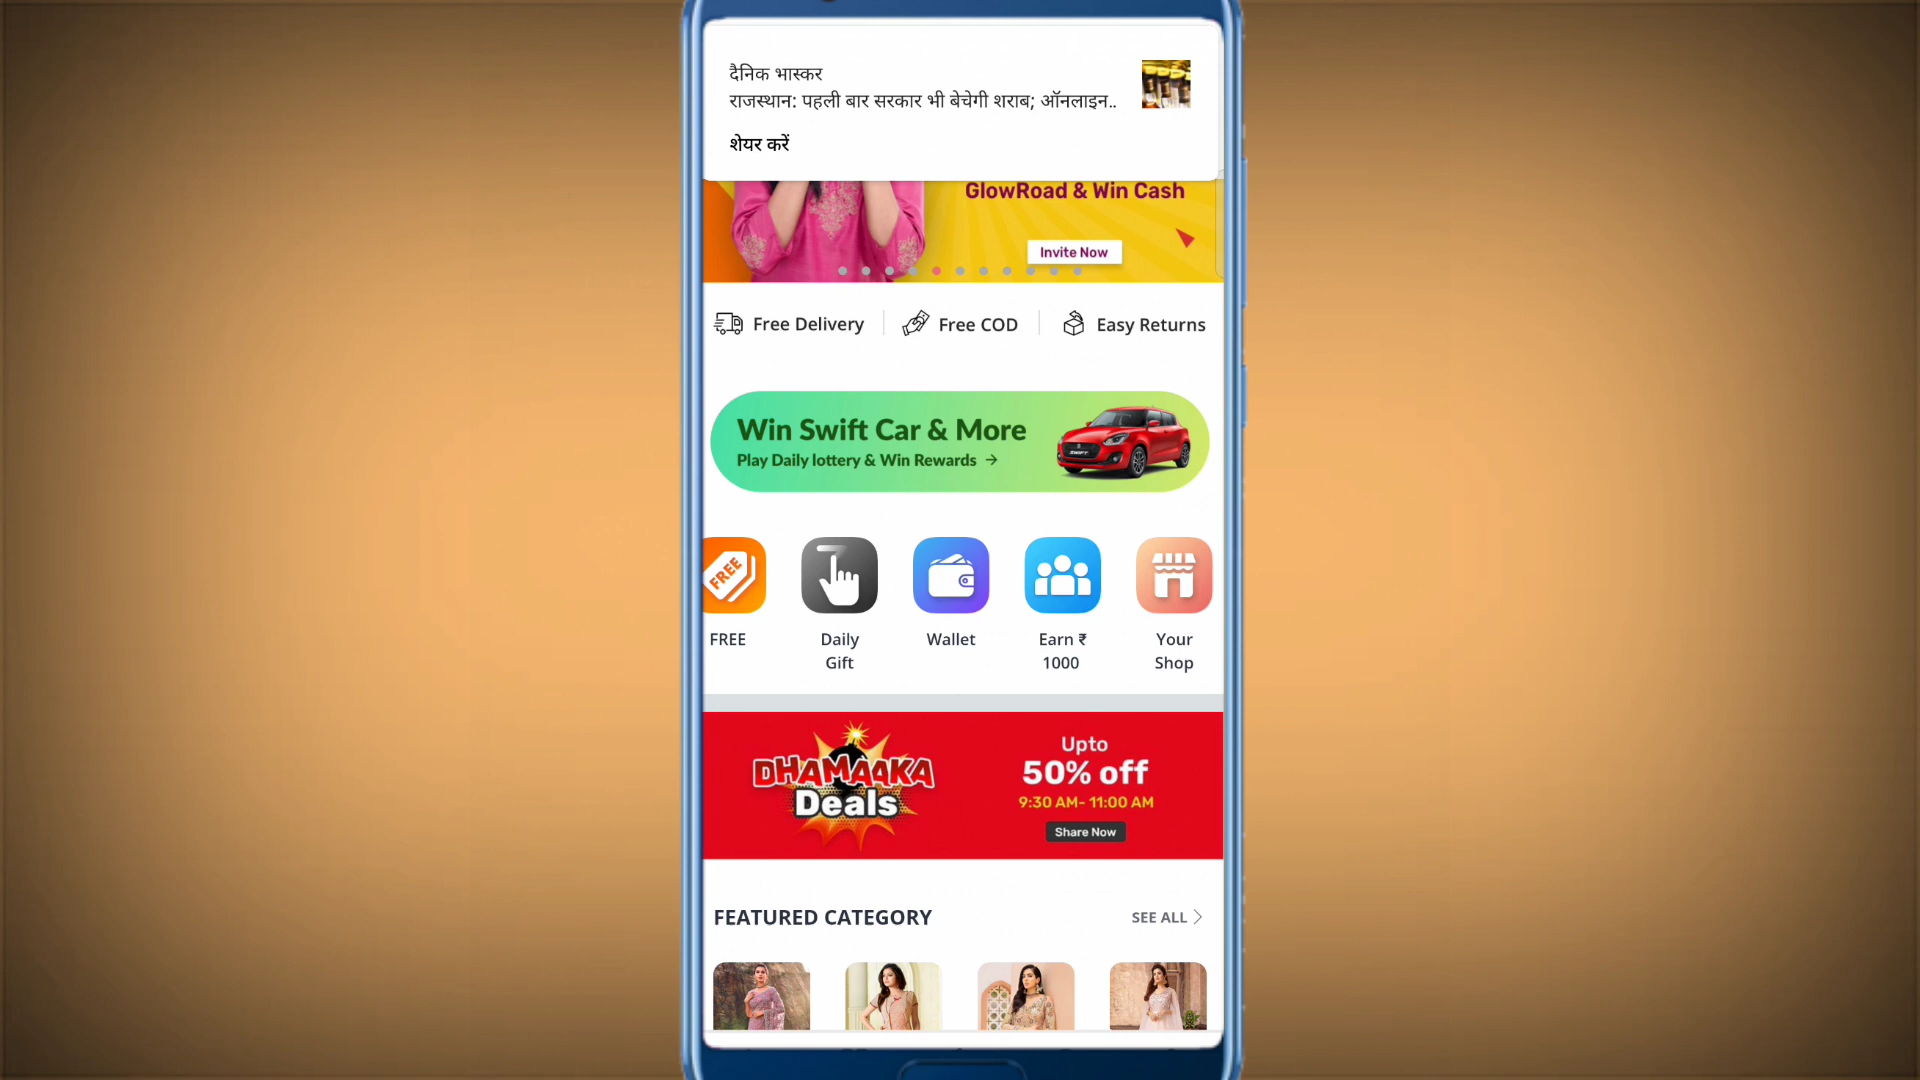 दैनिक भास्कर
राजस्थान: पहली बार सरकार भी बेचेगी शराब; ऑनलाइन..
शेयर करें
GlowRoad & Win Cash
Invite Now
Free Delivery
Free COD
Easy Returns
Win Swift Car & More
Play Daily lottery & Win Rewards →
SWIFT
FREE
FREE
Daily
Gift
Wallet
Earn ₹
1000
Your
Shop
DHAMAAKA
Deals
Upto
50% off
9:30 AM- 11:00 AM
Share Now
FEATURED CATEGORY
SEE ALL >